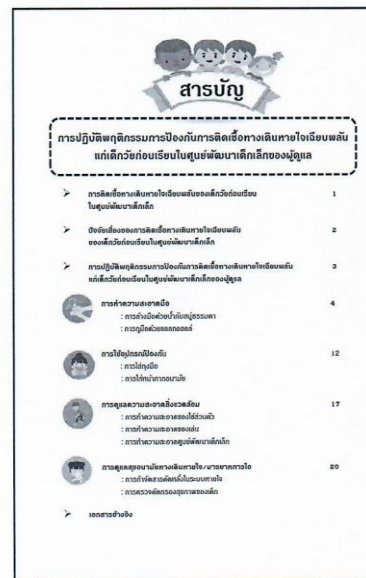 สารบัญ
การปฏิบัติพฤติกรรมการป้องกันการติดเชื้อทางเดินหายใจเฉียบพลัน
แก่เด็กวัยก่อนเรียนในศูนย์พัฒนาเด็กเล็กของผู้ดูแล
➤ การติดเชื้อทางเดินหายใจเฉียบพลันของเด็กวัยก่อนเรียน 1
ในศูนย์พัฒนาเด็กเล็ก
➤ ปัจจัยเสี่ยงของการติดเชื้อทางเดินหายใจเฉียบพลัน 2
ของเด็กวัยก่อนเรียนในศูนย์พัฒนาเด็กเล็ก
➤ การปฏิบัติพฤติกรรมการป้องกันการติดเชื้อทางเดินหายใจเฉียบพลัน 3
แก่เด็กวัยก่อนเรียนในศูนย์พัฒนาเด็กเล็กของผู้ดูแล
การทำความสะอาดมือ 4
: การล้างมือด้วยน้ำกับสบู่ธรรมดา
: การถูมือด้วยแอลกอฮอล์
การใช้อุปกรณ์ป้องกัน 12
: การใส่ถุงมือ
: การใส่หน้ากากอนามัย
การดูแลความสะอาดสิ่งแวดล้อม 17
: การทำความสะอาดของใช้ส่วนตัว
: การทำความสะอาดของเล่น
: การทำความสะอาดศูนย์พัฒนาเด็กเล็ก
การดูแลสุขอนามัยทางเดินหายใจ/มารยาทการไอ 20
: การกำจัดสารคัดหลั่งในระบบหายใจ
: การตรวจคัดกรองสุขภาพของเด็ก
➤ เอกสารอ้างอิง